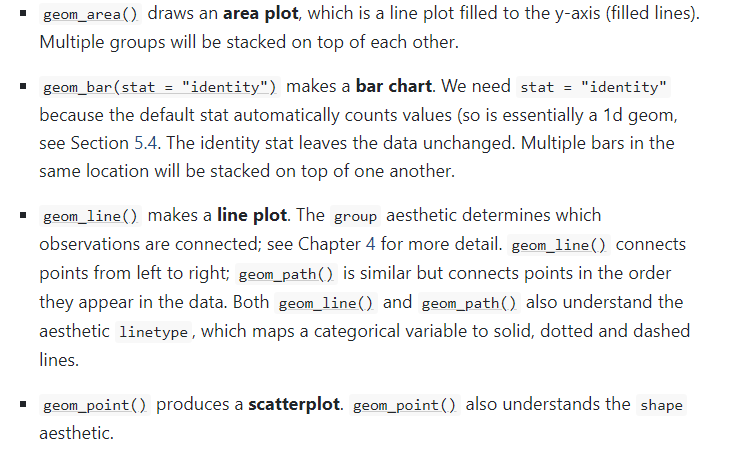 ▪ geom_area() draws an area plot, which is a line plot filled to the y-axis (filled lines).
Multiple groups will be stacked on top of each other.
▪ geom_bar(stat = "identity") makes a bar chart. We need stat = "identity"
because the default stat automatically counts values (so is essentially a 1d geom,
see Section 5.4. The identity stat leaves the data unchanged. Multiple bars in the
same location will be stacked on top of one another.
▪ geom_line() makes a line plot. The group aesthetic determines which
observations are connected; see Chapter 4 for more detail. geom_line() connects
points from left to right; geom_path() is similar but connects points in the order
they appear in the data. Both geom_line() and geom_path() also understand the
aesthetic linetype, which maps a categorical variable to solid, dotted and dashed
lines.
▪ geom_point() produces a scatterplot. geom_point() also understands the shape
aesthetic.